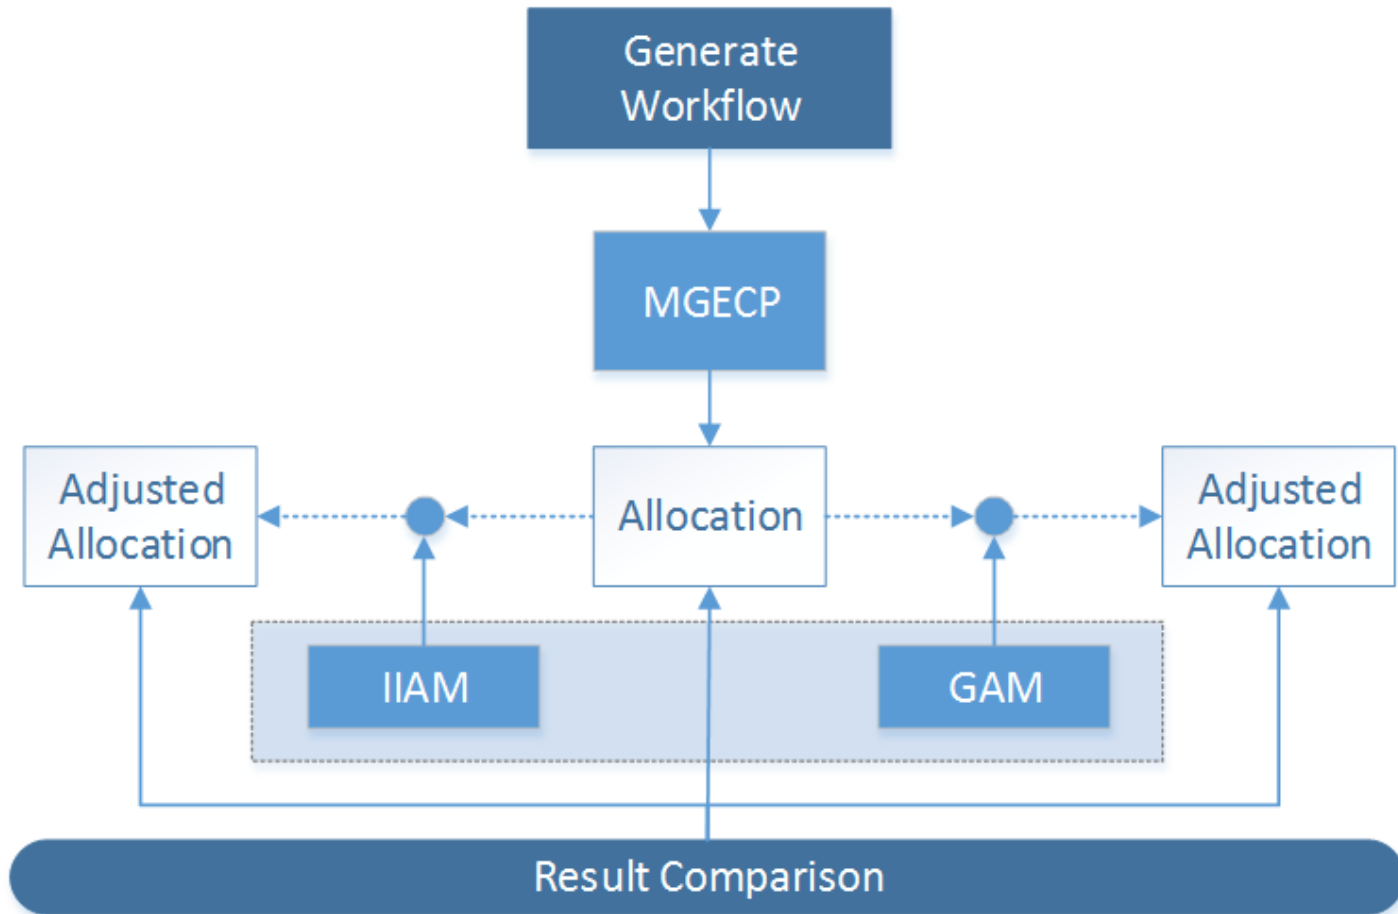 Generate
Workflow
MGECP
Adjusted
Allocation
Allocation
Adjusted
Allocation
IIAM
GAM
Result Comparison